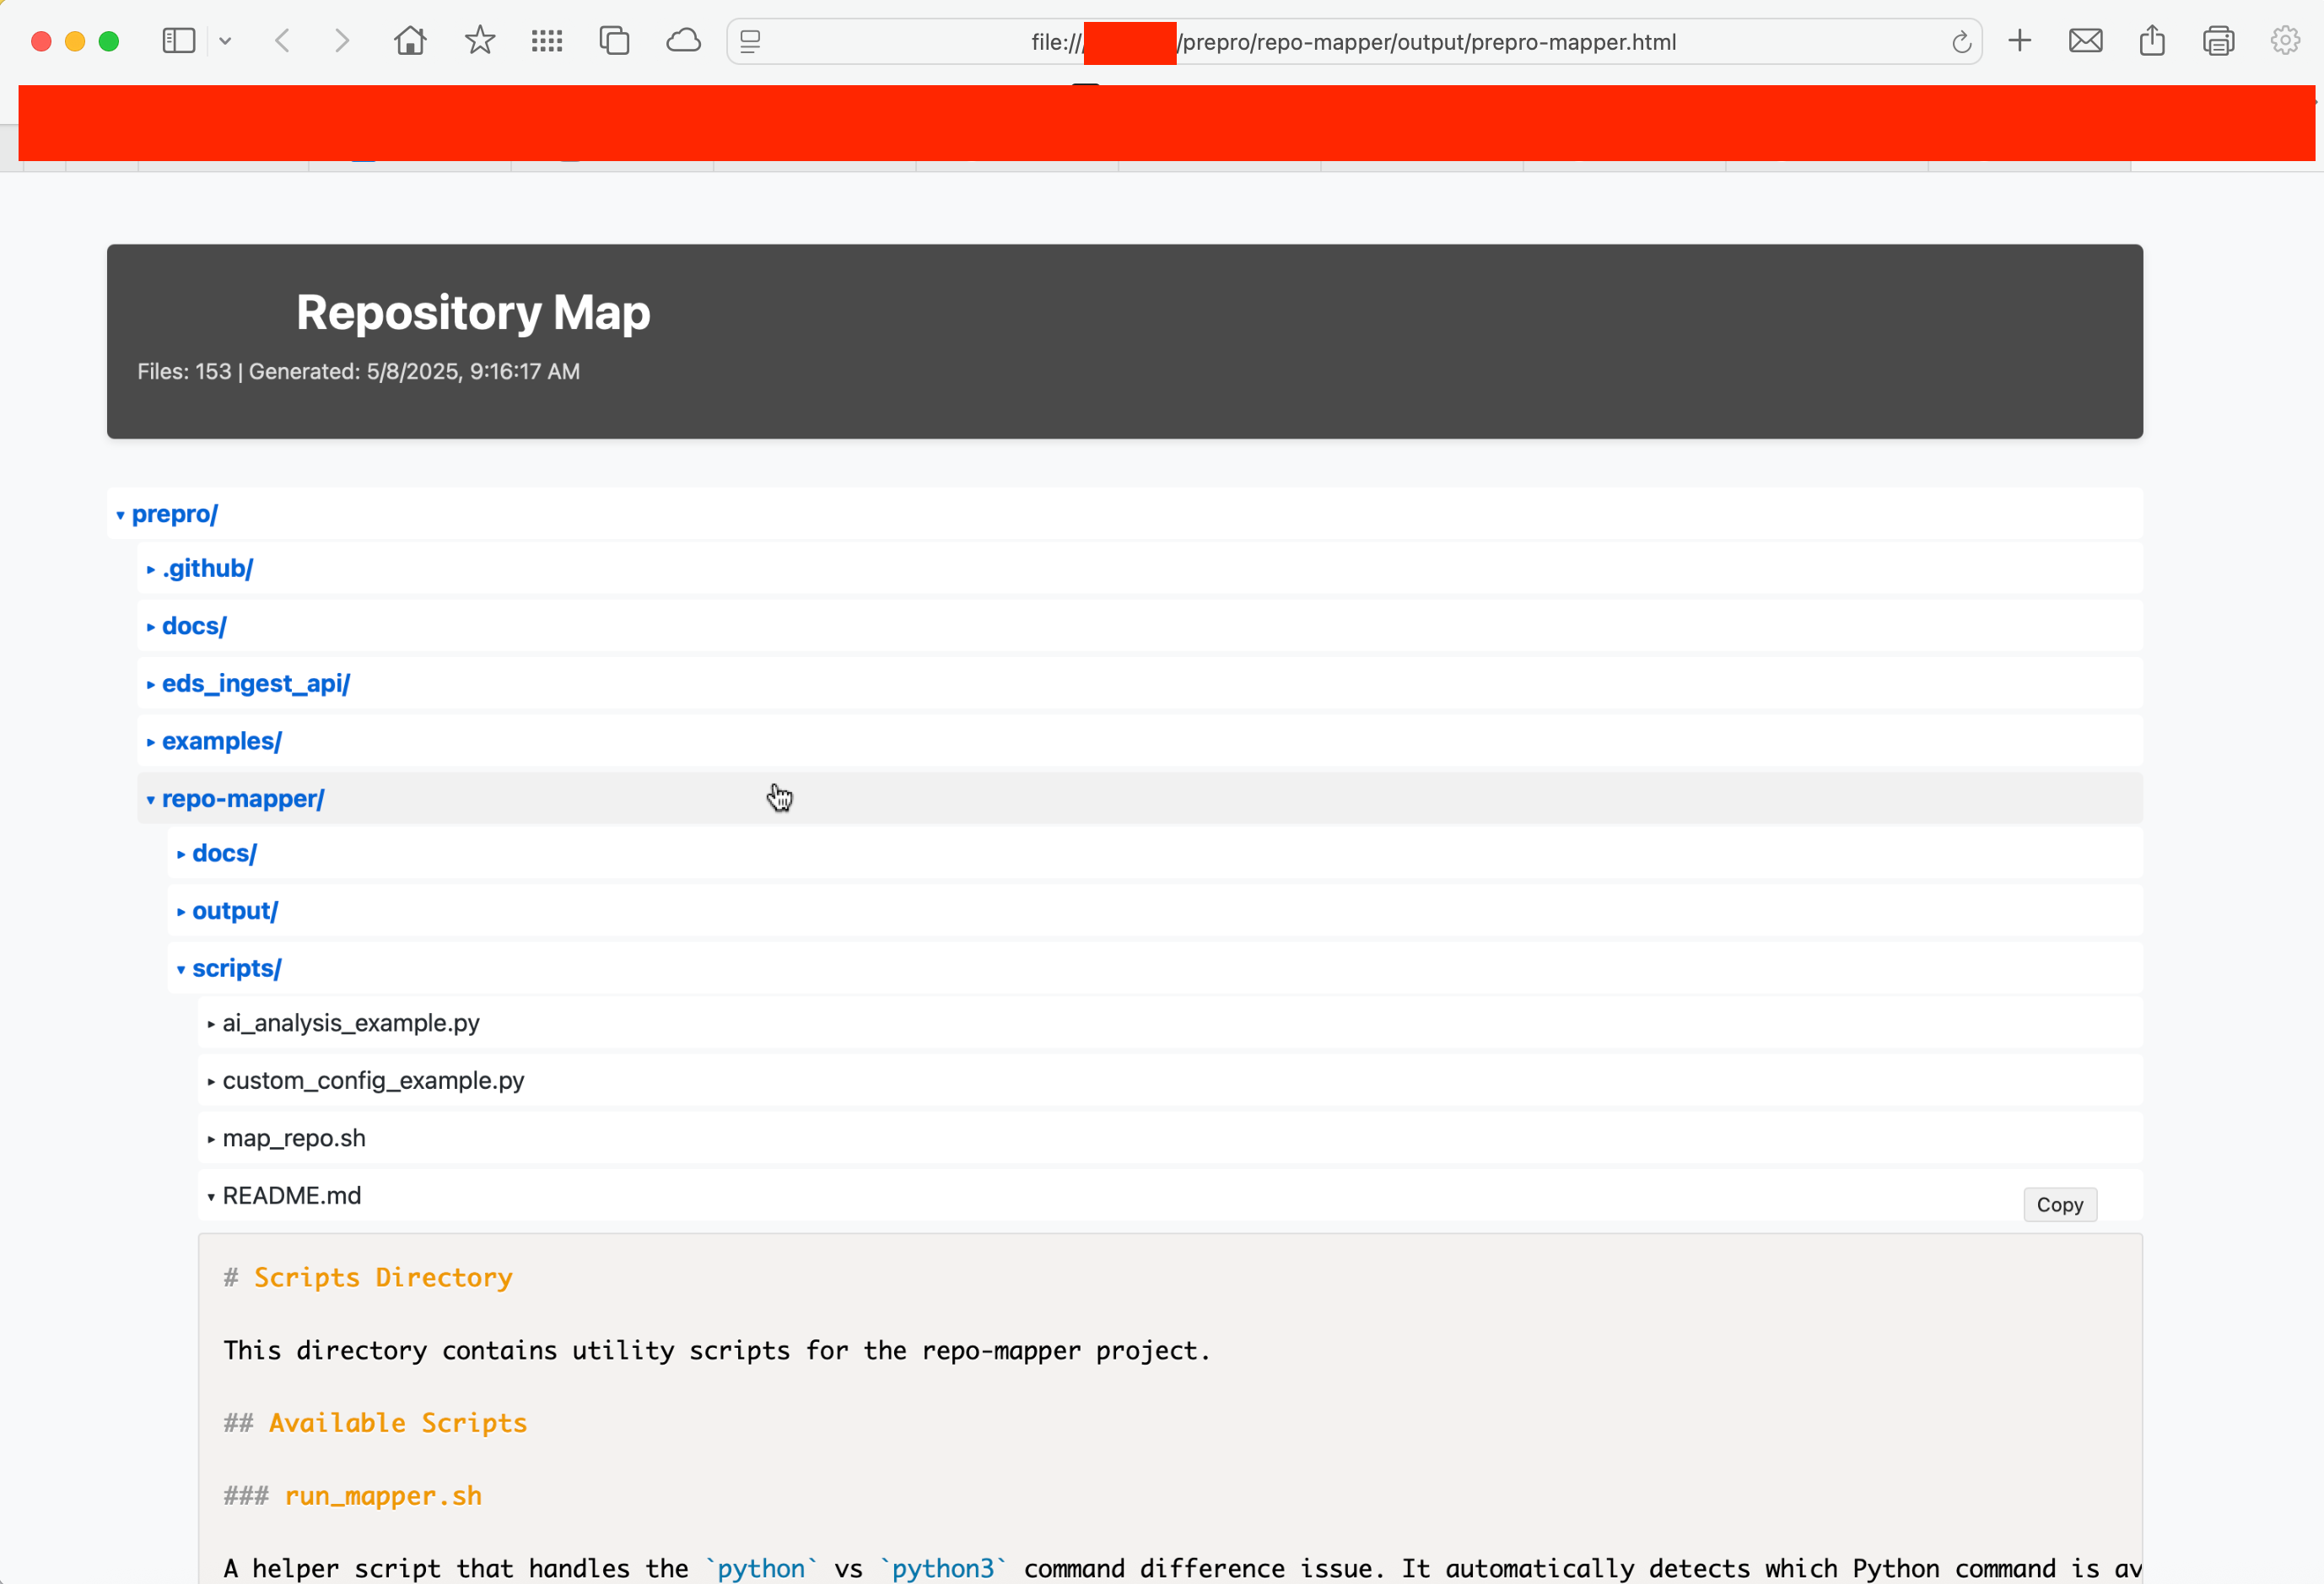 file:///
/prepro/repo-mapper/output/prepro-mapper.html
Repository Map
Files: 153 | Generated: 5/8/2025, 9:16:17 AM
▾ prepro/
▸ .github/
▸ docs/
▸ eds_ingest_api/
▸ examples/
▾ repo-mapper/
▸ docs/
▸ output/
▾ scripts/
▸ ai_analysis_example.py
▸ custom_config_example.py
▸ map_repo.sh
▾ README.md
Copy
# Scripts Directory
This directory contains utility scripts for the repo-mapper project.
## Available Scripts
### run_mapper.sh
A helper script that handles the `python` vs `python3` command difference issue. It automatically detects which Python command is av